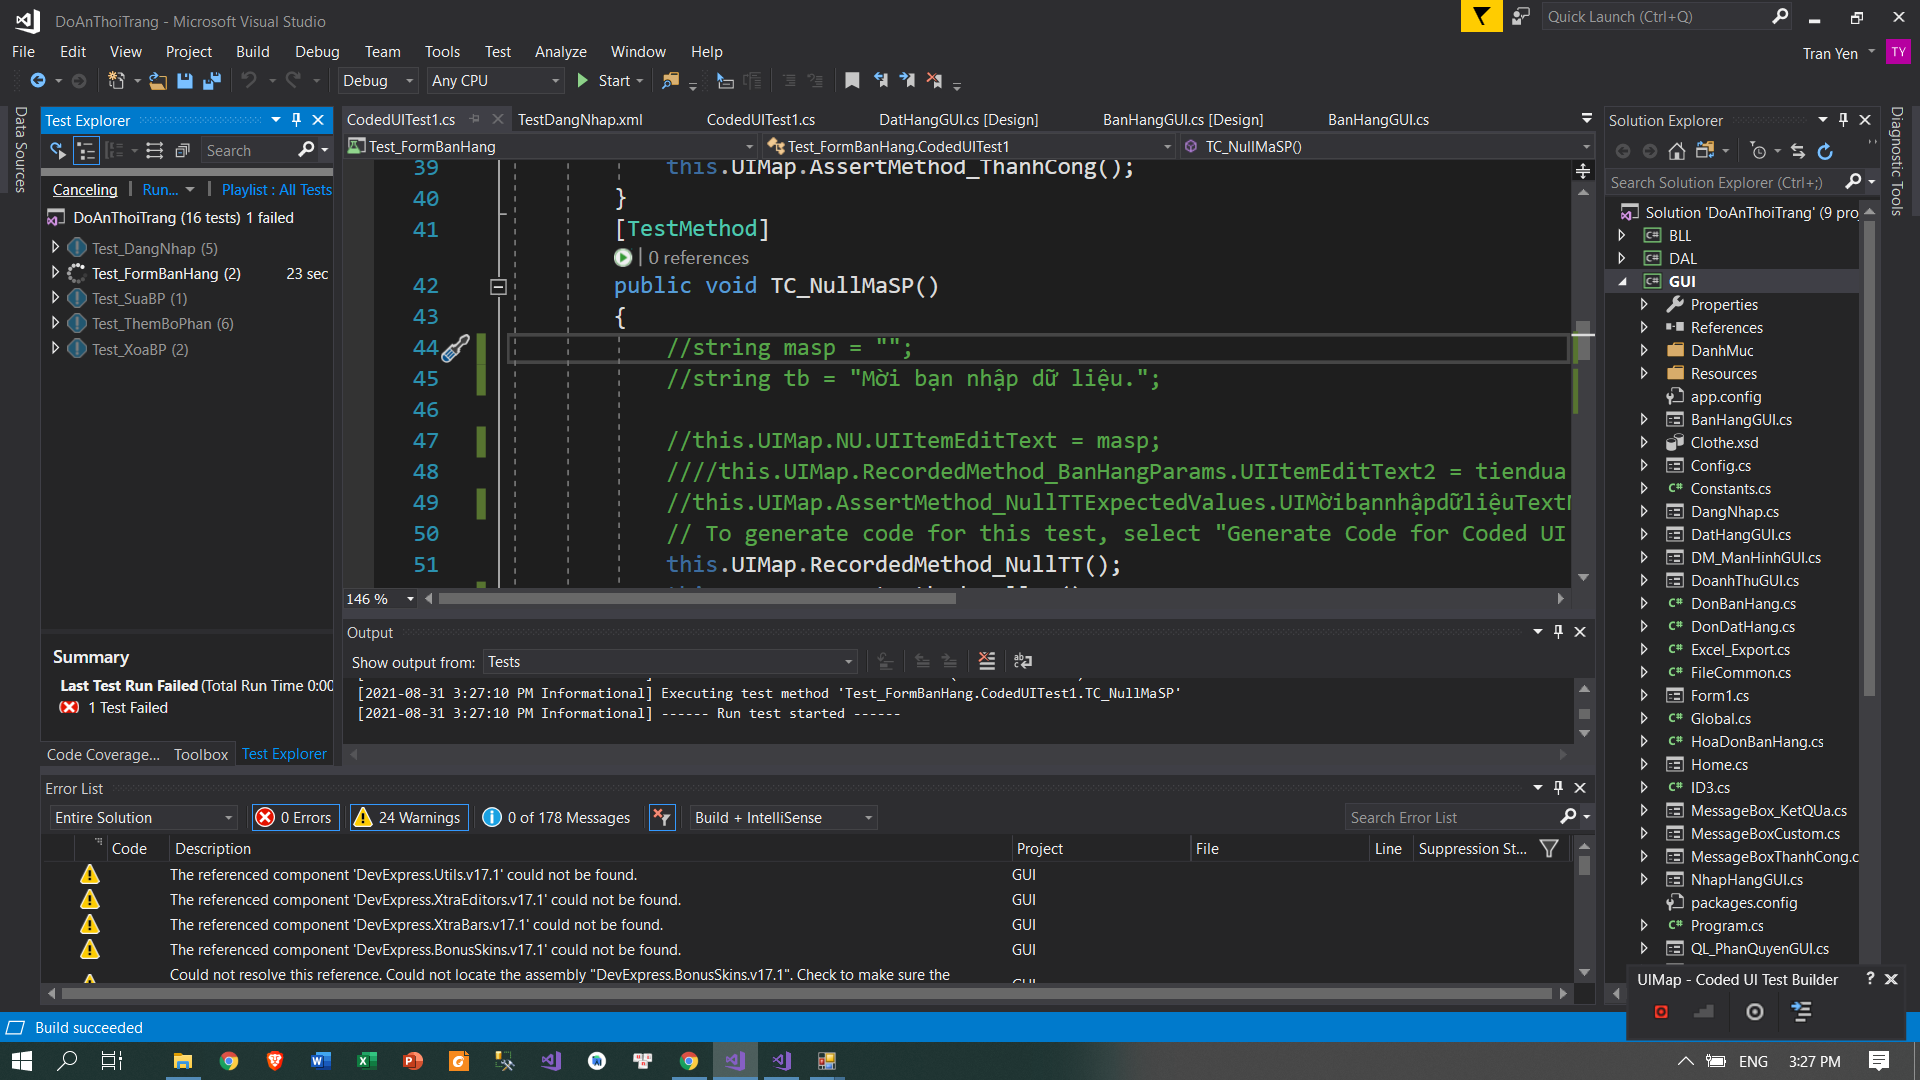 DoAnThoiTrang - Microsoft Visual Studio
Quick Launch (Ctrl+Q)
File Edit View Project Build Debug Team Tools Test Analyze Window Help
Tran Yen
TY
Debug
Any CPU
Start
Data Sources
Test Explorer
Search
Canceling
Run...
Playlist : All Tests
DoAnThoiTrang (16 tests) 1 failed
Test_DangNhap (5)
Test_FormBanHang (2) 23 sec
Test_SuaBP (1)
Test_ThemBoPhan (6)
Test_XoaBP (2)
Summary
Last Test Run Failed (Total Run Time 0:00
1 Test Failed
Code Coverage... Toolbox Test Explorer
CodedUITest1.cs TestDangNhap.xml CodedUITest1.cs DatHangGUI.cs [Design] BanHangGUI.cs [Design] BanHangGUI.cs
Test_FormBanHang Test_FormBanHang.CodedUITest1 TC_NullMaSP()
39 this.UIMap.AssertMethod_ThanhCong();
40 }
41 [TestMethod]
0 references
42 public void TC_NullMaSP()
43 {
44 //string masp = "";
45 //string tb = "Mời bạn nhập dữ liệu.";
46
47 //this.UIMap.NU.UIItemEditText = masp;
48 ////this.UIMap.RecordedMethod_BanHangParams.UIItemEditText2 = tiendua
49 //this.UIMap.AssertMethod_NullTTExpectedValues.UIMờibạnnhậpdữliệuText
50 // To generate code for this test, select "Generate Code for Coded UI
51 this.UIMap.RecordedMethod_NullTT();
146 %
Output
Show output from: Tests
[2021-08-31 3:27:10 PM Informational] Executing test method 'Test_FormBanHang.CodedUITest1.TC_NullMaSP'
[2021-08-31 3:27:10 PM Informational] ------ Run test started ------
Error List
Entire Solution
0 Errors
24 Warnings
0 of 178 Messages
Build + IntelliSense
Search Error List
Code Description Project File Line Suppression St...
The referenced component 'DevExpress.Utils.v17.1' could not be found. GUI
The referenced component 'DevExpress.XtraEditors.v17.1' could not be found. GUI
The referenced component 'DevExpress.XtraBars.v17.1' could not be found. GUI
The referenced component 'DevExpress.BonusSkins.v17.1' could not be found. GUI
Could not resolve this reference. Could not locate the assembly "DevExpress.BonusSkins.v17.1". Check to make sure the GUI
Solution Explorer
Search Solution Explorer (Ctrl+;)
Solution 'DoAnThoiTrang' (9 pro
BLL
DAL
GUI
Properties
References
DanhMuc
Resources
app.config
BanHangGUI.cs
Clothe.xsd
Config.cs
Constants.cs
DangNhap.cs
DatHangGUI.cs
DM_ManHinhGUI.cs
DoanhThuGUI.cs
DonBanHang.cs
DonDatHang.cs
Excel_Export.cs
FileCommon.cs
Form1.cs
Global.cs
HoaDonBanHang.cs
Home.cs
ID3.cs
MessageBox_KetQUa.cs
MessageBoxCustom.cs
MessageBoxThanhCong.c
NhapHangGUI.cs
packages.config
Program.cs
QL_PhanQuyenGUI.cs
Diagnostic Tools
UIMap - Coded UI Test Builder
?
Build succeeded
ENG 3:27 PM